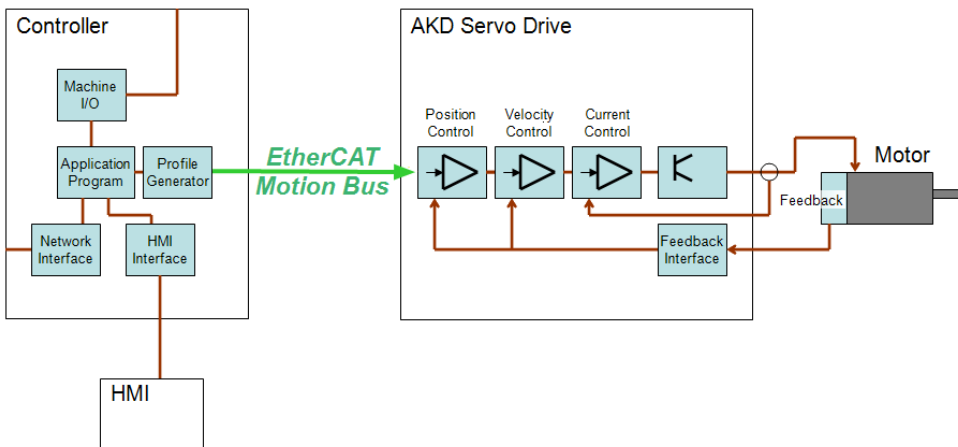 Controller
Machine
I/O
Application
Program
Profile
Generator
Network
Interface
HMI
Interface
HMI
EtherCAT
Motion Bus
AKD Servo Drive
Position
Control
Velocity
Control
Current
Control
Feedback
Interface
Motor
Feedback